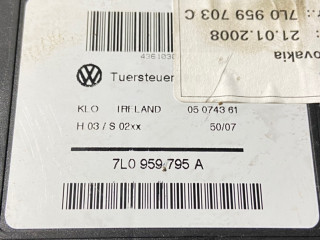 ovakia
: 21.01.2008
.: 7L0 959 703 C
Tuersteuer
KLO IRELAND 05 0743 61
H 03 / S 02xx 50/07
7L0 959 795 A